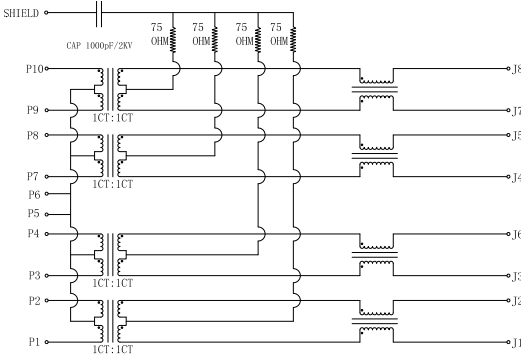 SHIELD
75 75 75 75
OHM OHM OHM OHM
CAP 1000pF/2KV
P10 J8
P9 J7
1CT:1CT
P8 J5
P7 J4
1CT:1CT
P6
P5
P4 J6
P3 J3
1CT:1CT
P2 J2
P1 J1
1CT:1CT